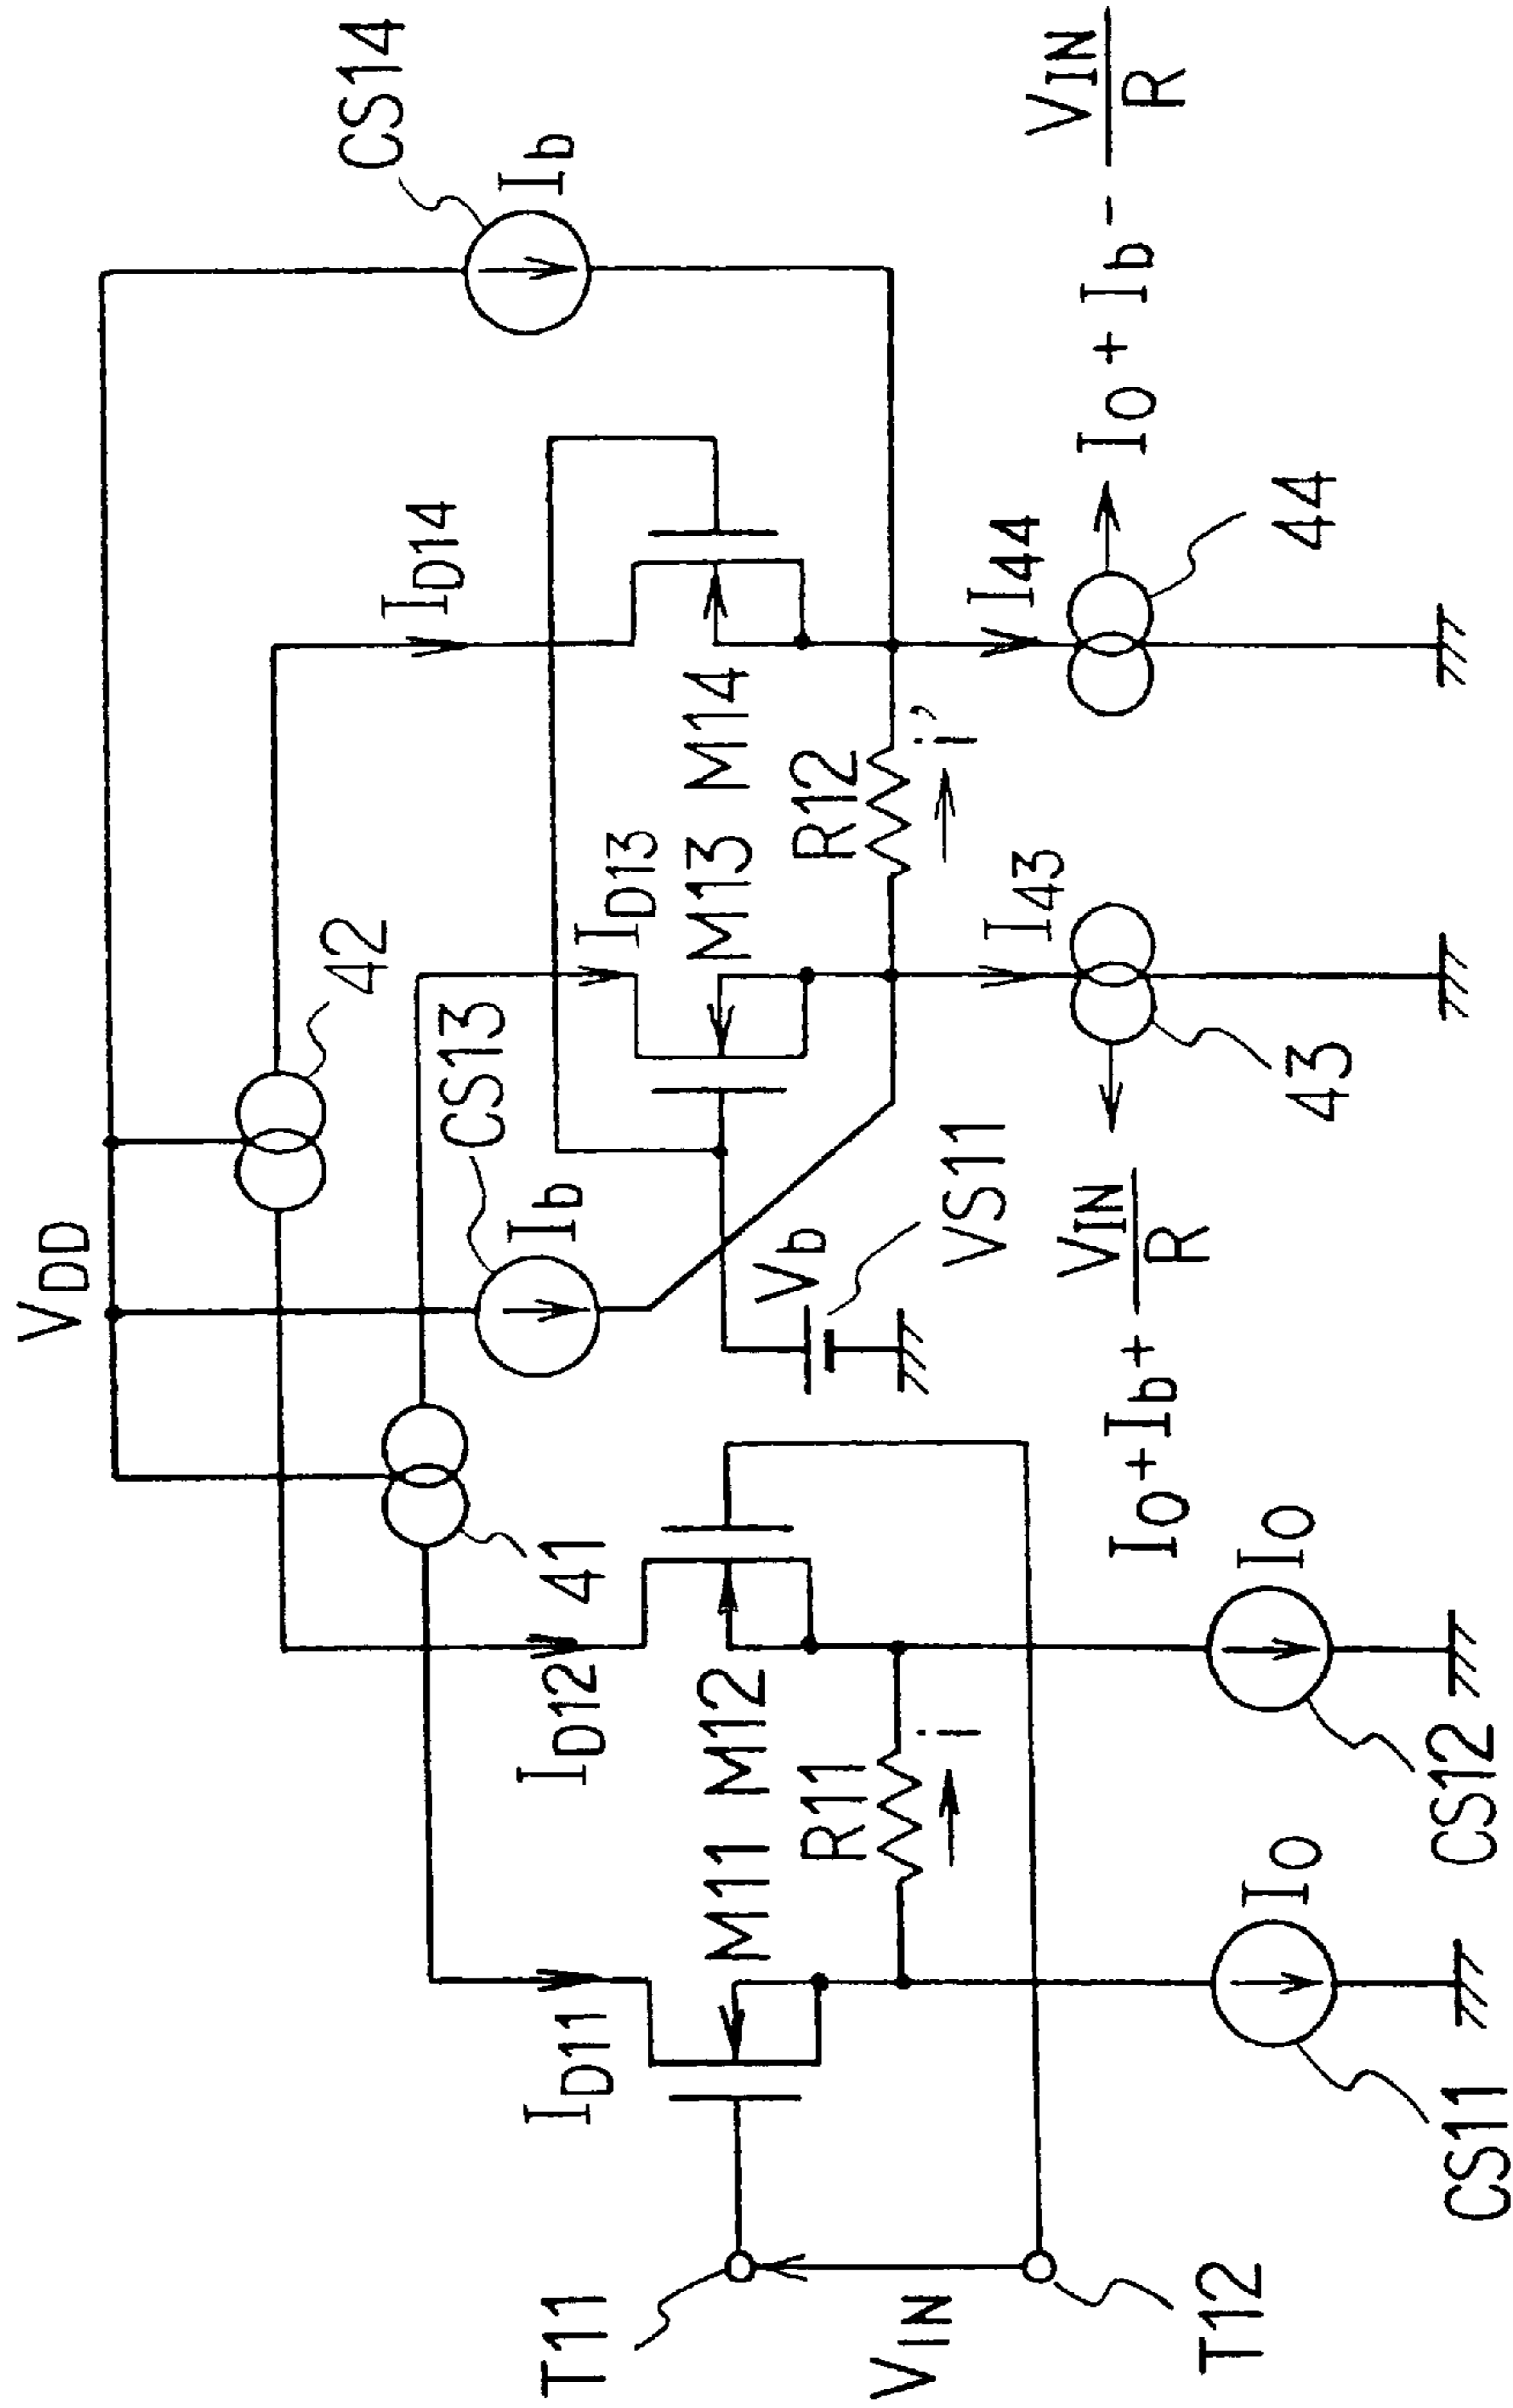 VDD
42
CS14
Ib
ID14
41
CS13
Ib
ID13
ID11
ID12
M11 M12
M13 M14
T11
R11
i
Vb
VS11
R12
i'
VIN
T12
I43
I44
Io
Io
Io+Ib+ VIN/R
43
44
Io+Ib- VIN/R
CS11
CS12